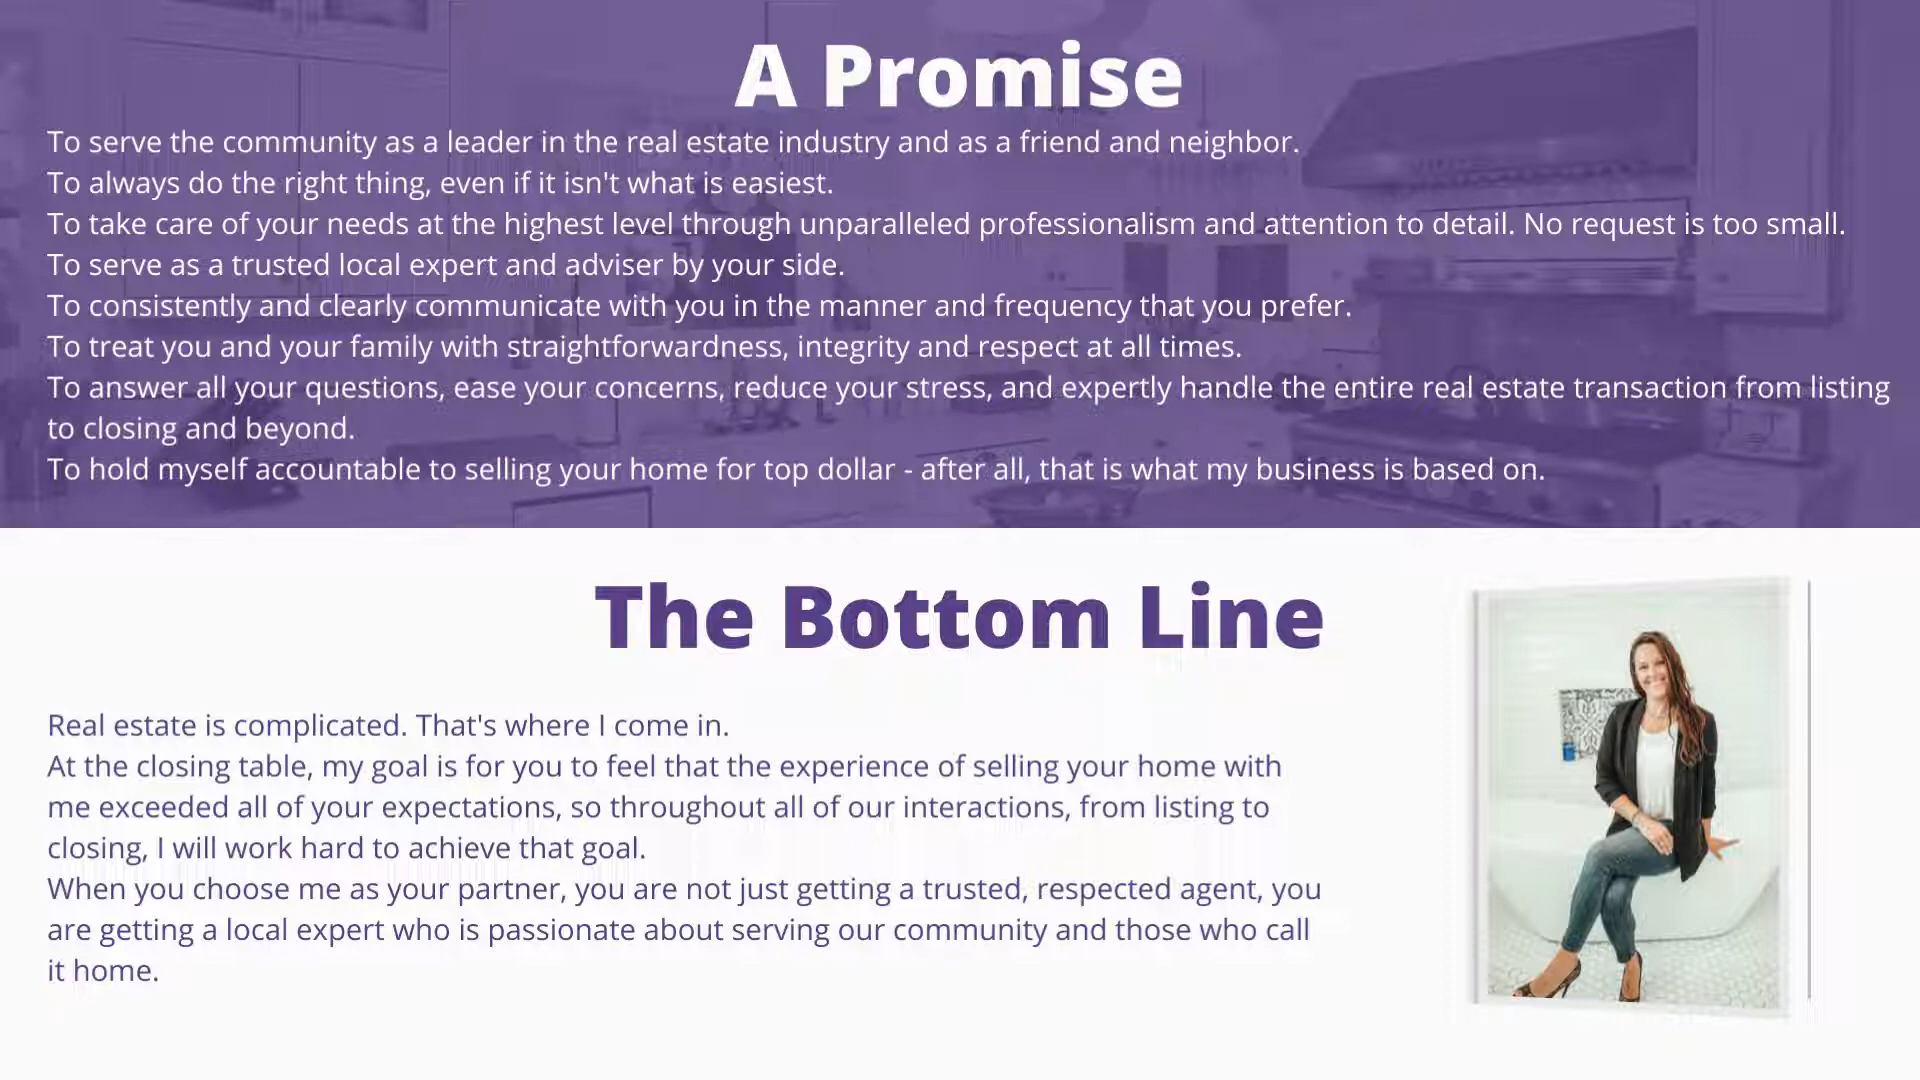 A Promise
To serve the community as a leader in the real estate industry and as a friend and neighbor.
To always do the right thing, even if it isn't what is easiest.
To take care of your needs at the highest level through unparalleled professionalism and attention to detail. No request is too small.
To serve as a trusted local expert and adviser by your side.
To consistently and clearly communicate with you in the manner and frequency that you prefer.
To treat you and your family with straightforwardness, integrity and respect at all times.
To answer all your questions, ease your concerns, reduce your stress, and expertly handle the entire real estate transaction from listing
to closing and beyond.
To hold myself accountable to selling your home for top dollar - after all, that is what my business is based on.
The Bottom Line
Real estate is complicated. That's where I come in.
At the closing table, my goal is for you to feel that the experience of selling your home with
me exceeded all of your expectations, so throughout all of our interactions, from listing to
closing, I will work hard to achieve that goal.
When you choose me as your partner, you are not just getting a trusted, respected agent, you
are getting a local expert who is passionate about serving our community and those who call
it home.